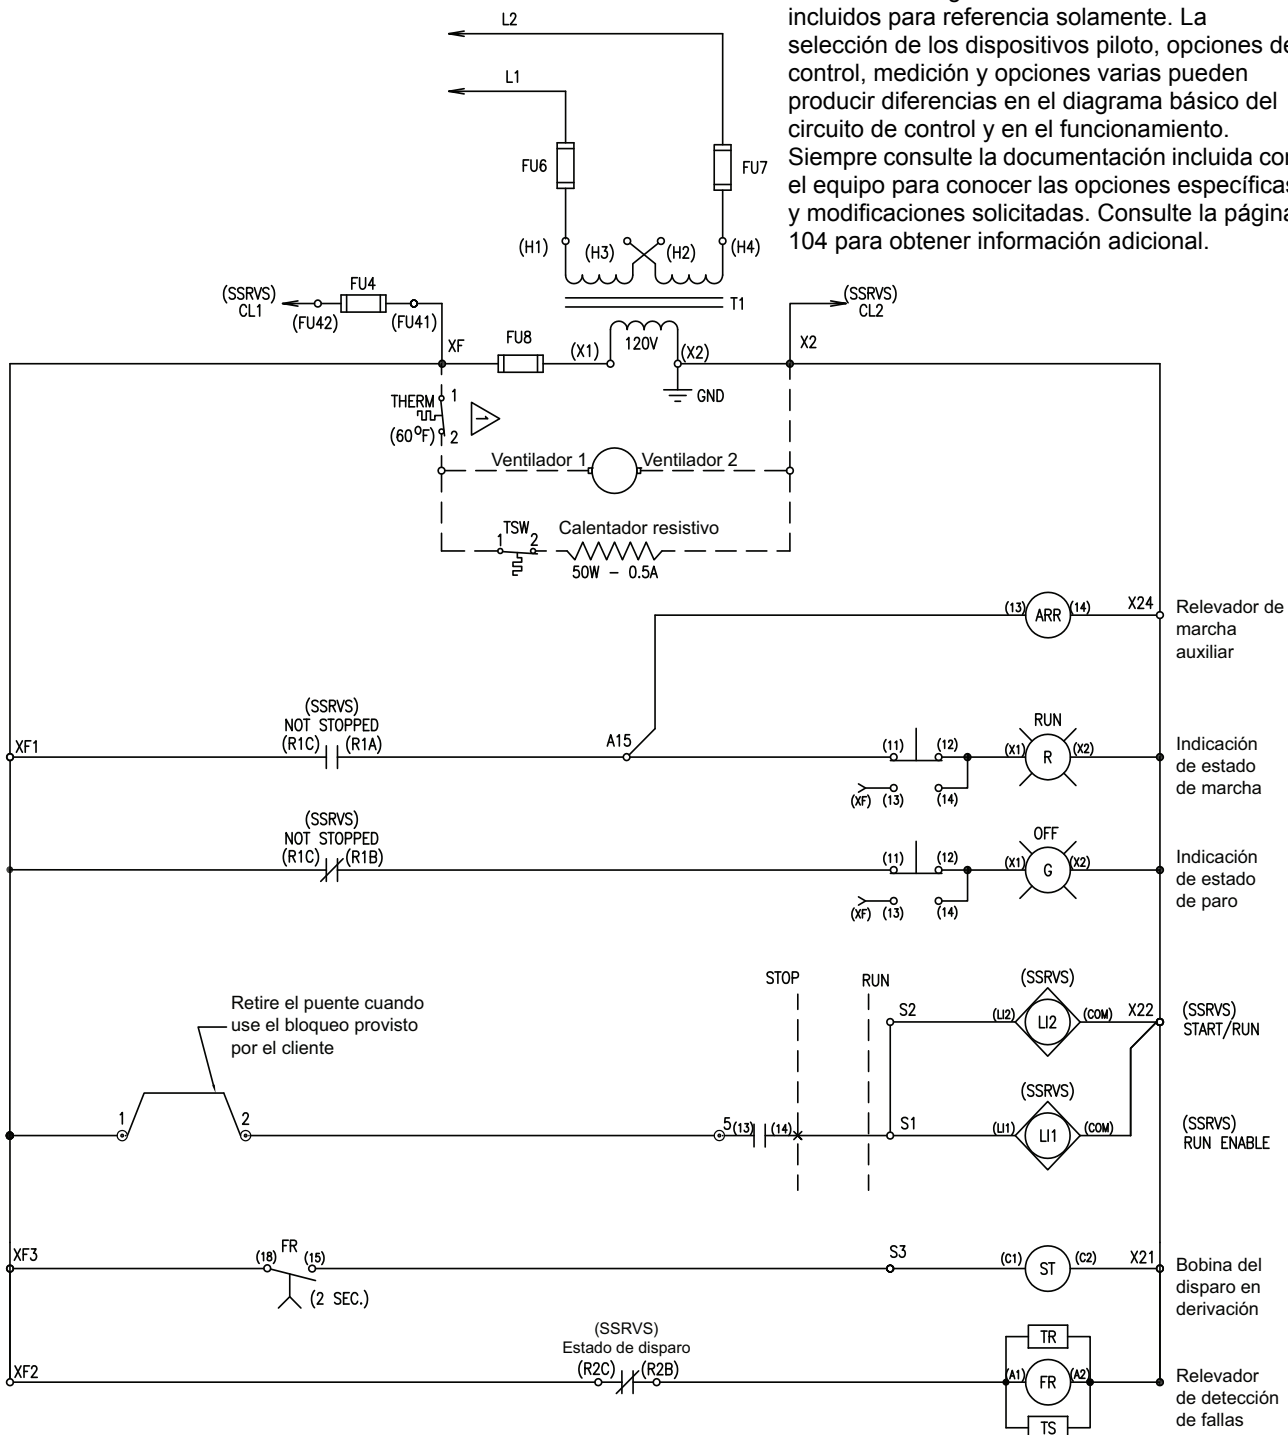 incluidos para referencia solamente. La
selección de los dispositivos piloto, opciones de
control, medición y opciones varias pueden
producir diferencias en el diagrama básico del
circuito de control y en el funcionamiento.
Siempre consulte la documentación incluida con
el equipo para conocer las opciones específicas
y modificaciones solicitadas. Consulte la página
104 para obtener información adicional.
L2
L1
FU6
FU7
(H1)
(H3)
(H2)
(H4)
T1
(SSRVS)
CL1
FU4
(FU42)
(FU41)
XF
FU8
(X1)
120V
(X2)
X2
(SSRVS)
CL2
GND
THERM
1
(60°F)
2
1
Ventilador 1
Ventilador 2
TSW
1
2
Calentador resistivo
50W – 0.5A
(13)
ARR
(14)
X24
Relevador de
marcha
auxiliar
XF1
(SSRVS)
NOT STOPPED
(R1C)
(R1A)
A15
(11)
(12)
(XF)
(13)
(14)
RUN
(X1)
R
(X2)
Indicación
de estado
de marcha
(SSRVS)
NOT STOPPED
(R1C)
(R1B)
(11)
(12)
(XF)
(13)
(14)
OFF
(X1)
G
(X2)
Indicación
de estado
de paro
Retire el puente cuando
use el bloqueo provisto
por el cliente
1
2
STOP
RUN
5
(13)
(14)
S2
S1
(SSRVS)
(LI2)
LI2
(COM)
X22
(SSRVS)
START/RUN
(SSRVS)
(LI1)
LI1
(COM)
(SSRVS)
RUN ENABLE
XF3
(18)
FR
(15)
(2 SEC.)
S3
(C1)
ST
(C2)
X21
Bobina del
disparo en
derivación
XF2
(SSRVS)
Estado de disparo
(R2C)
(R2B)
TR
(A1)
FR
(A2)
TS
Relevador
de detección
de fallas